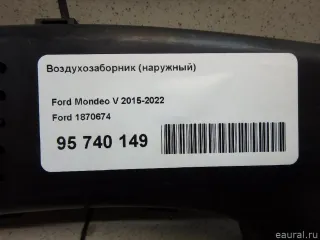 Воздухозаборник (наружный)
Ford Mondeo V 2015-2022
Ford 1870674
95 740 149
eaural.ru